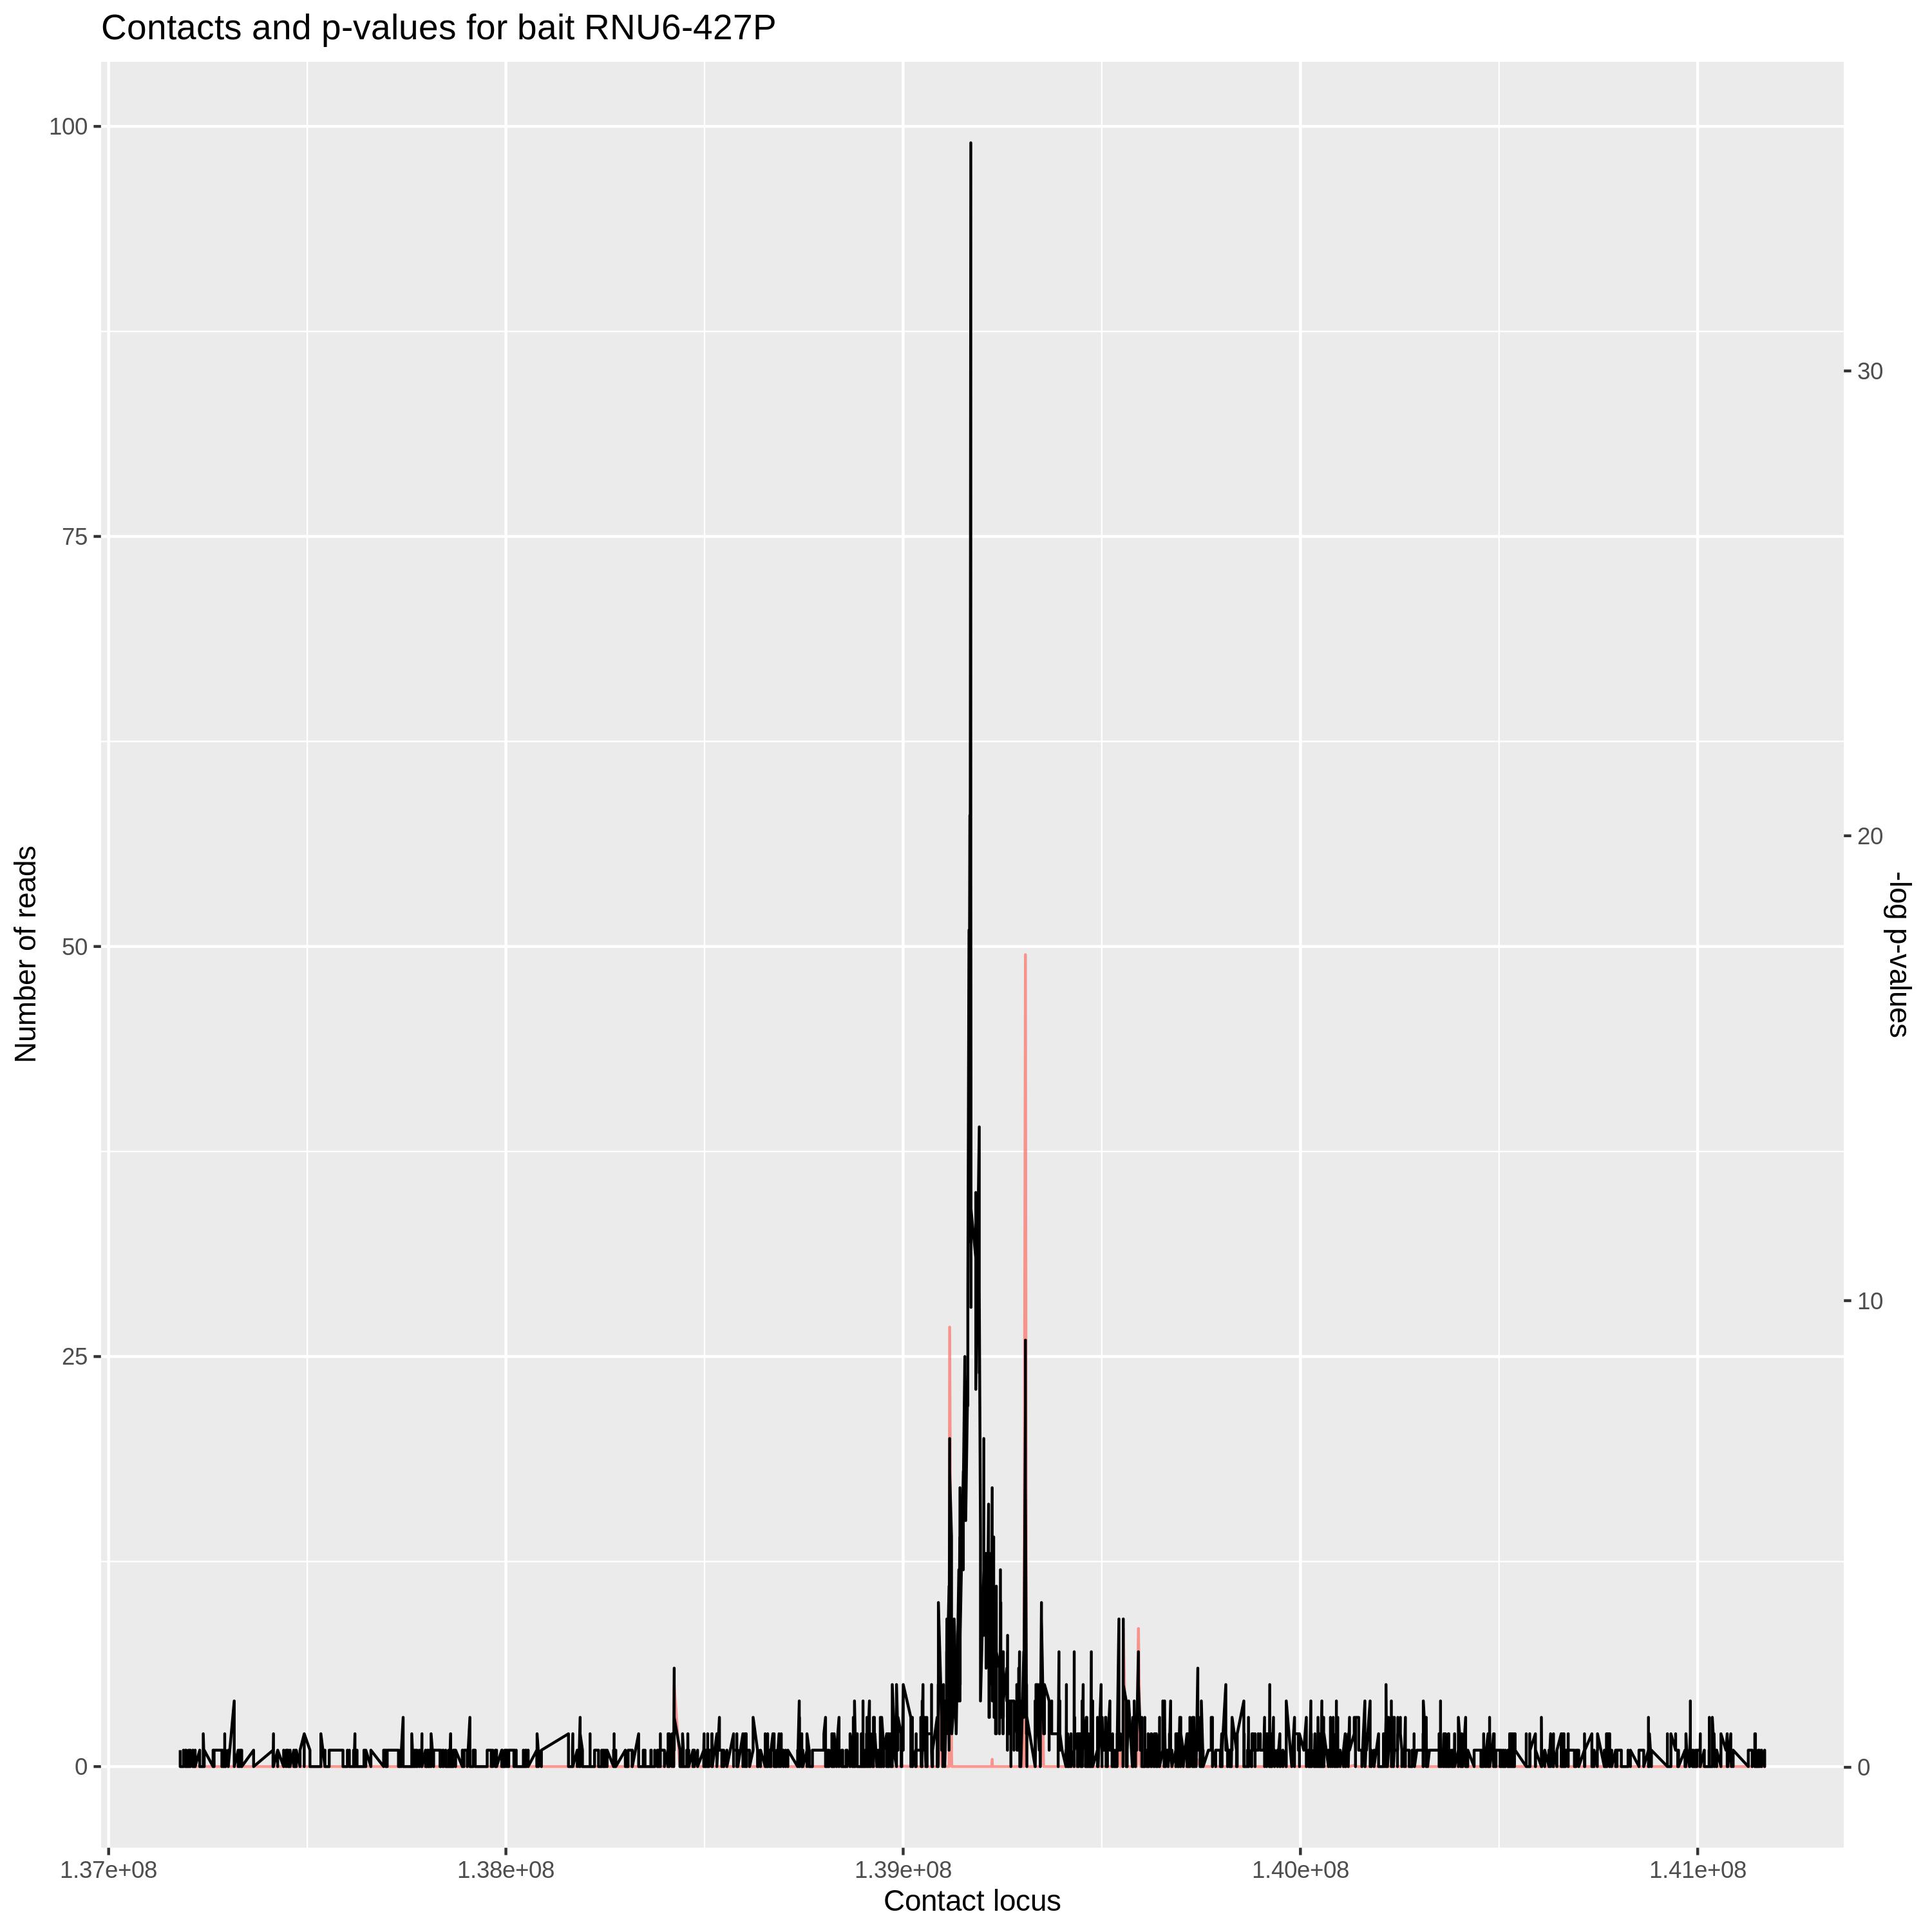 Contacts and p-values for bait RNU6-427P
100
75
50
25
0
Number of reads
30
20
10
0
-log p-values
1.37e+08
1.38e+08
1.39e+08
1.40e+08
1.41e+08
Contact locus